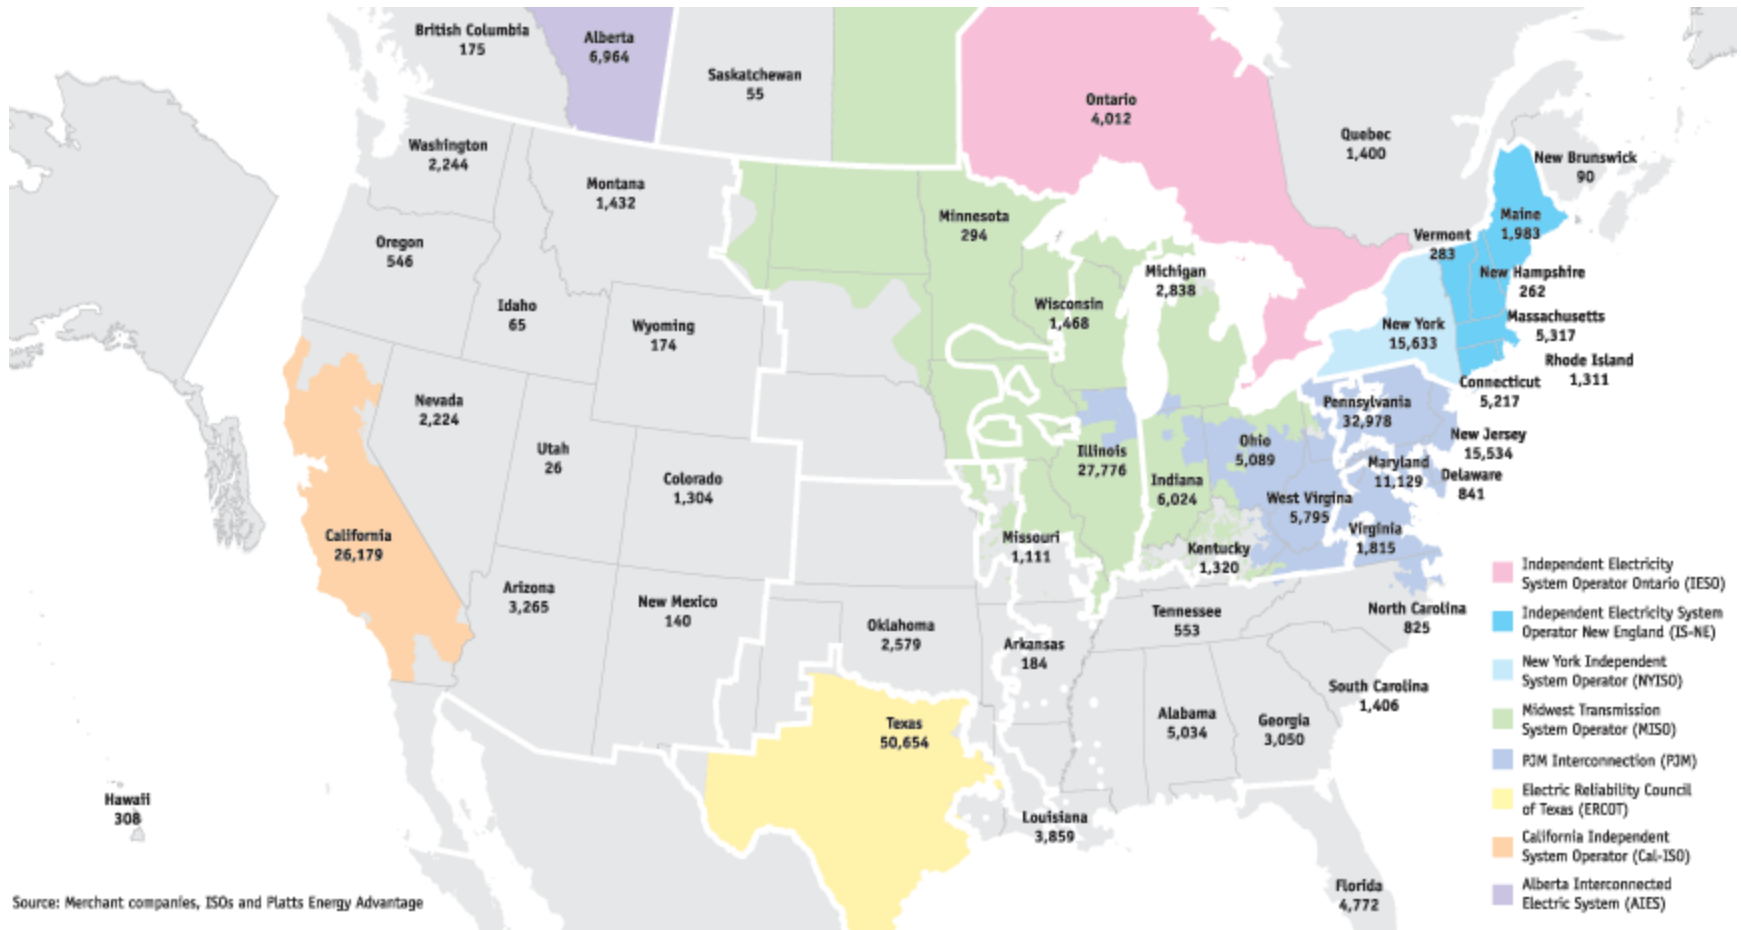 British Columbia
175
Alberta
6,964
Saskatchewan
55
Ontario
4,012
Quebec
1,400
New Brunswick
90
Washington
2,244
Montana
1,432
Minnesota
294
Maine
1,983
Vermont
283
Oregon
546
Michigan
2,838
New Hampshire
262
Idaho
65
Wyoming
174
Wisconsin
1,468
New York
15,633
Massachusetts
5,317
Rhode Island
1,311
Connecticut
5,217
Nevada
2,224
Pennsylvania
32,978
Utah
26
Colorado
1,304
Illinois
27,776
Indiana
6,024
Ohio
5,089
New Jersey
15,534
Maryland
11,129
Delaware
841
West Virgina
5,795
California
26,179
Missouri
1,111
Kentucky
1,320
Virginia
1,815
Arizona
3,265
New Mexico
140
Oklahoma
2,579
Arkansas
184
Tennessee
553
North Carolina
825
South Carolina
1,406
Texas
50,654
Alabama
5,034
Georgia
3,050
Hawaii
308
Louisiana
3,859
Florida
4,772
Independent Electricity
System Operator Ontario (IESO)
Independent Electricity System
Operator New England (IS-NE)
New York Independent
System Operator (NYISO)
Midwest Transmission
System Operator (MISO)
PJM Interconnection (PJM)
Electric Reliability Council
of Texas (ERCOT)
California Independent
System Operator (Cal-ISO)
Alberta Interconnected
Electric System (AIES)
Source: Merchant companies, ISOs and Platts Energy Advantage